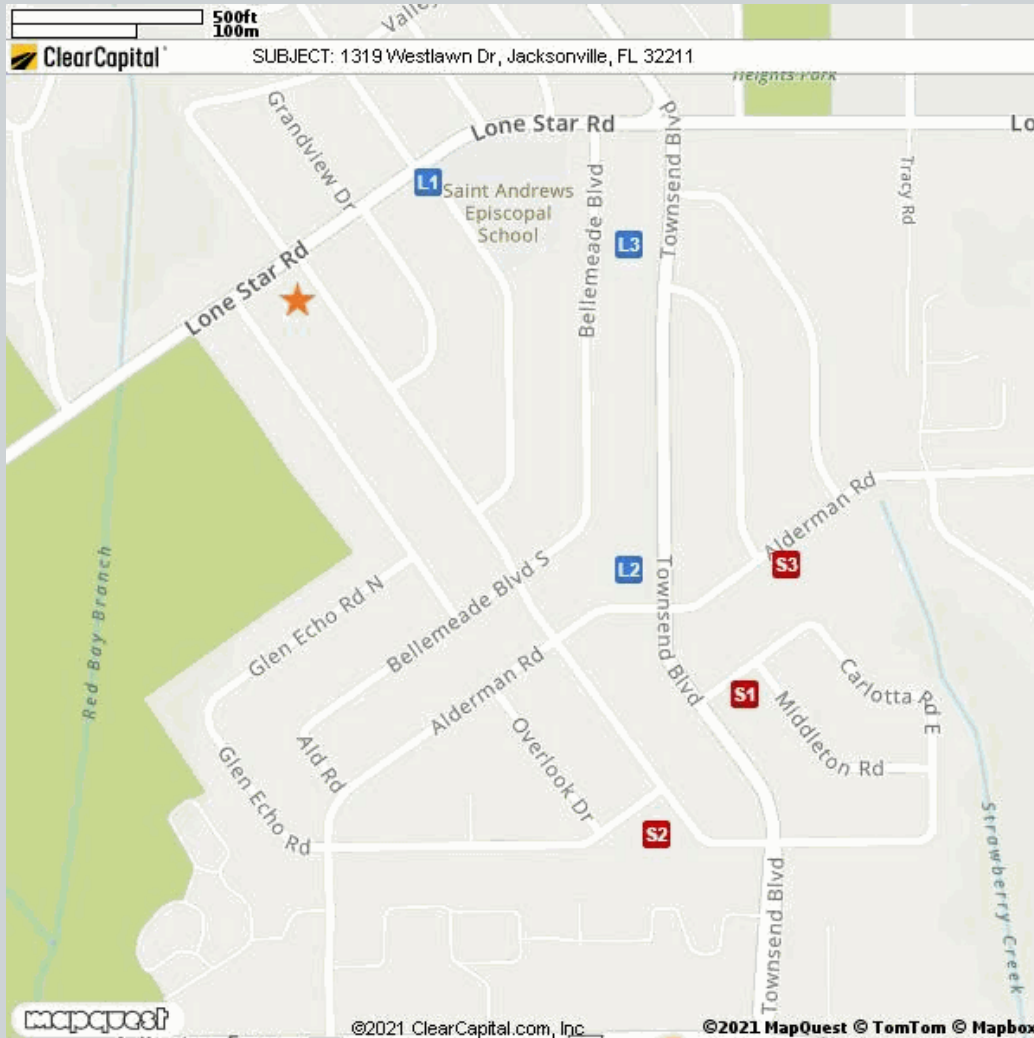 500ft
100m
ClearCapital
SUBJECT: 1319 Westlawn Dr, Jacksonville, FL 32211
Valley
Heights Park
Grandview Dr
Lone Star Rd
Townsend Blvd
Lo
L1
Saint Andrews
Episcopal
School
Bellemeade Blvd
Tracy Rd
L3
Lone Star Rd
Alderman Rd
S3
L2
Townsend Blvd
Red Bay Branch
Glen Echo Rd N
Bellemeade Blvd S
Alderman Rd
S1
Carlotta Rd E
Middleton Rd
Ald Rd
Overlook Dr
Glen Echo Rd
S2
Strawberry Creek
Townsend Blvd
mapquest
©2021 ClearCapital.com, Inc
©2021 MapQuest © TomTom © Mapbox